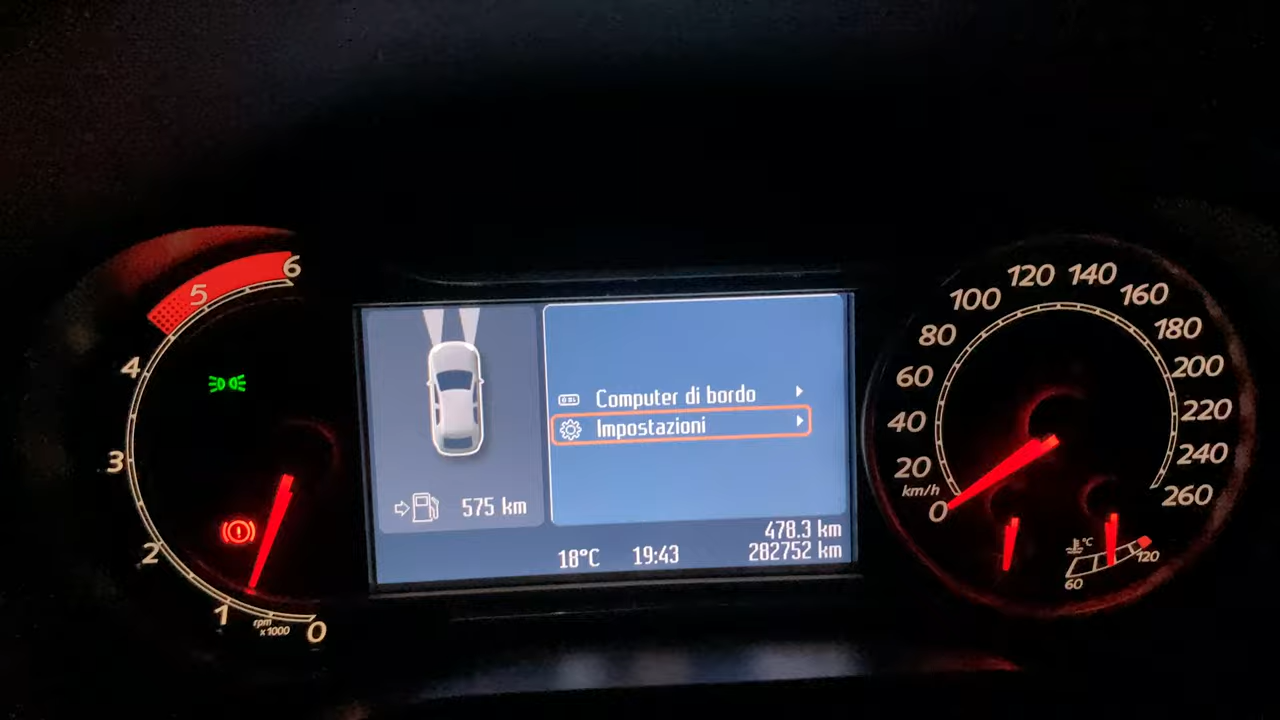 6
5
4
3
2
1
0
rpm
x1000
Computer di bordo
Impostazioni
575 km
478.3 km
18°C 19:43 282752 km
0
20
40
60
80
100
120
140
160
180
200
220
240
260
km/h
°C
60
120